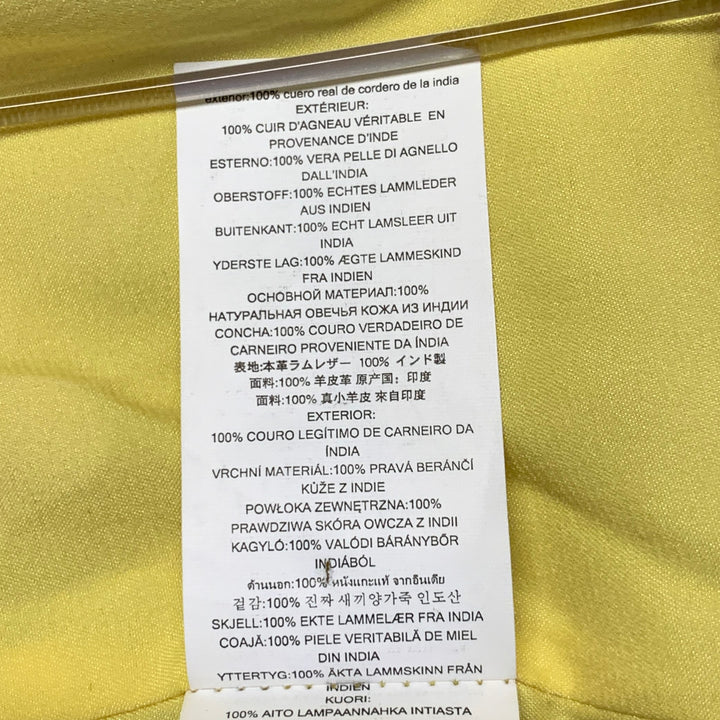 exterior:100% cuero real de cordero de la india
EXTÉRIEUR:
100% CUIR D'AGNEAU VÉRITABLE EN
PROVENANCE D'INDE
ESTERNO:100% VERA PELLE DI AGNELLO
DALL'INDIA
OBERSTOFF:100% ECHTES LAMMLEDER
AUS INDIEN
BUITENKANT:100% ECHT LAMSLEER UIT
INDIA
YDERSTE LAG:100% ÆGTE LAMMESKIND
FRA INDIEN
ОСНОВНОЙ МАТЕРИАЛ:100%
НАТУРАЛЬНАЯ ОВЕЧЬЯ КОЖА ИЗ ИНДИИ
CONCHA:100% COURO VERDADEIRO DE
CARNEIRO PROVENIENTE DA ÍNDIA
表地:本革ラムレザー 100% インド製
面料:100% 羊皮革 原产国: 印度
面料:100% 真小羊皮 來自印度
EXTERIOR:
100% COURO LEGÍTIMO DE CARNEIRO DA
ÍNDIA
VRCHNÍ MATERIÁL:100% PRAVÁ BERÁNČÍ
KŮŽE Z INDIE
POWŁOKA ZEWNĘTRZNA:100%
PRAWDZIWA SKÓRA OWCZA Z INDII
KAGYLÓ:100% VALÓDI BÁRÁNYBŐR
INDIÁBÓL
ด้านนอก:100% หนังแกะแท้ จากอินเดีย
겉감:100% 진짜 새끼양가죽 인도산
SKJELL:100% EKTE LAMMELÆR FRA INDIA
COAJĂ:100% PIELE VERITABILĂ DE MIEL
DIN INDIA
YTTERTYG:100% ÄKTA LAMMSKINN FRÅN
INDIEN
KUORI:
100% AITO LAMPAANNAHKA INTIASTA